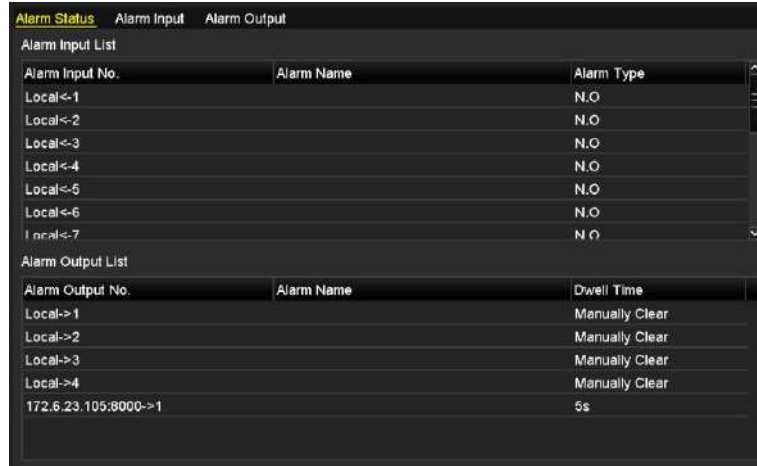 Alarm Status Alarm Input Alarm Output
Alarm Input List
Alarm Input No. Alarm Name Alarm Type
Local<-1 N.O
Local<-2 N.O
Local<-3 N.O
Local<-4 N.O
Local<-5 N.O
Local<-6 N.O
Local<-7 N.O
Alarm Output List
Alarm Output No. Alarm Name Dwell Time
Local->1 Manually Clear
Local->2 Manually Clear
Local->3 Manually Clear
Local->4 Manually Clear
172.6.23.105:8000->1 5s